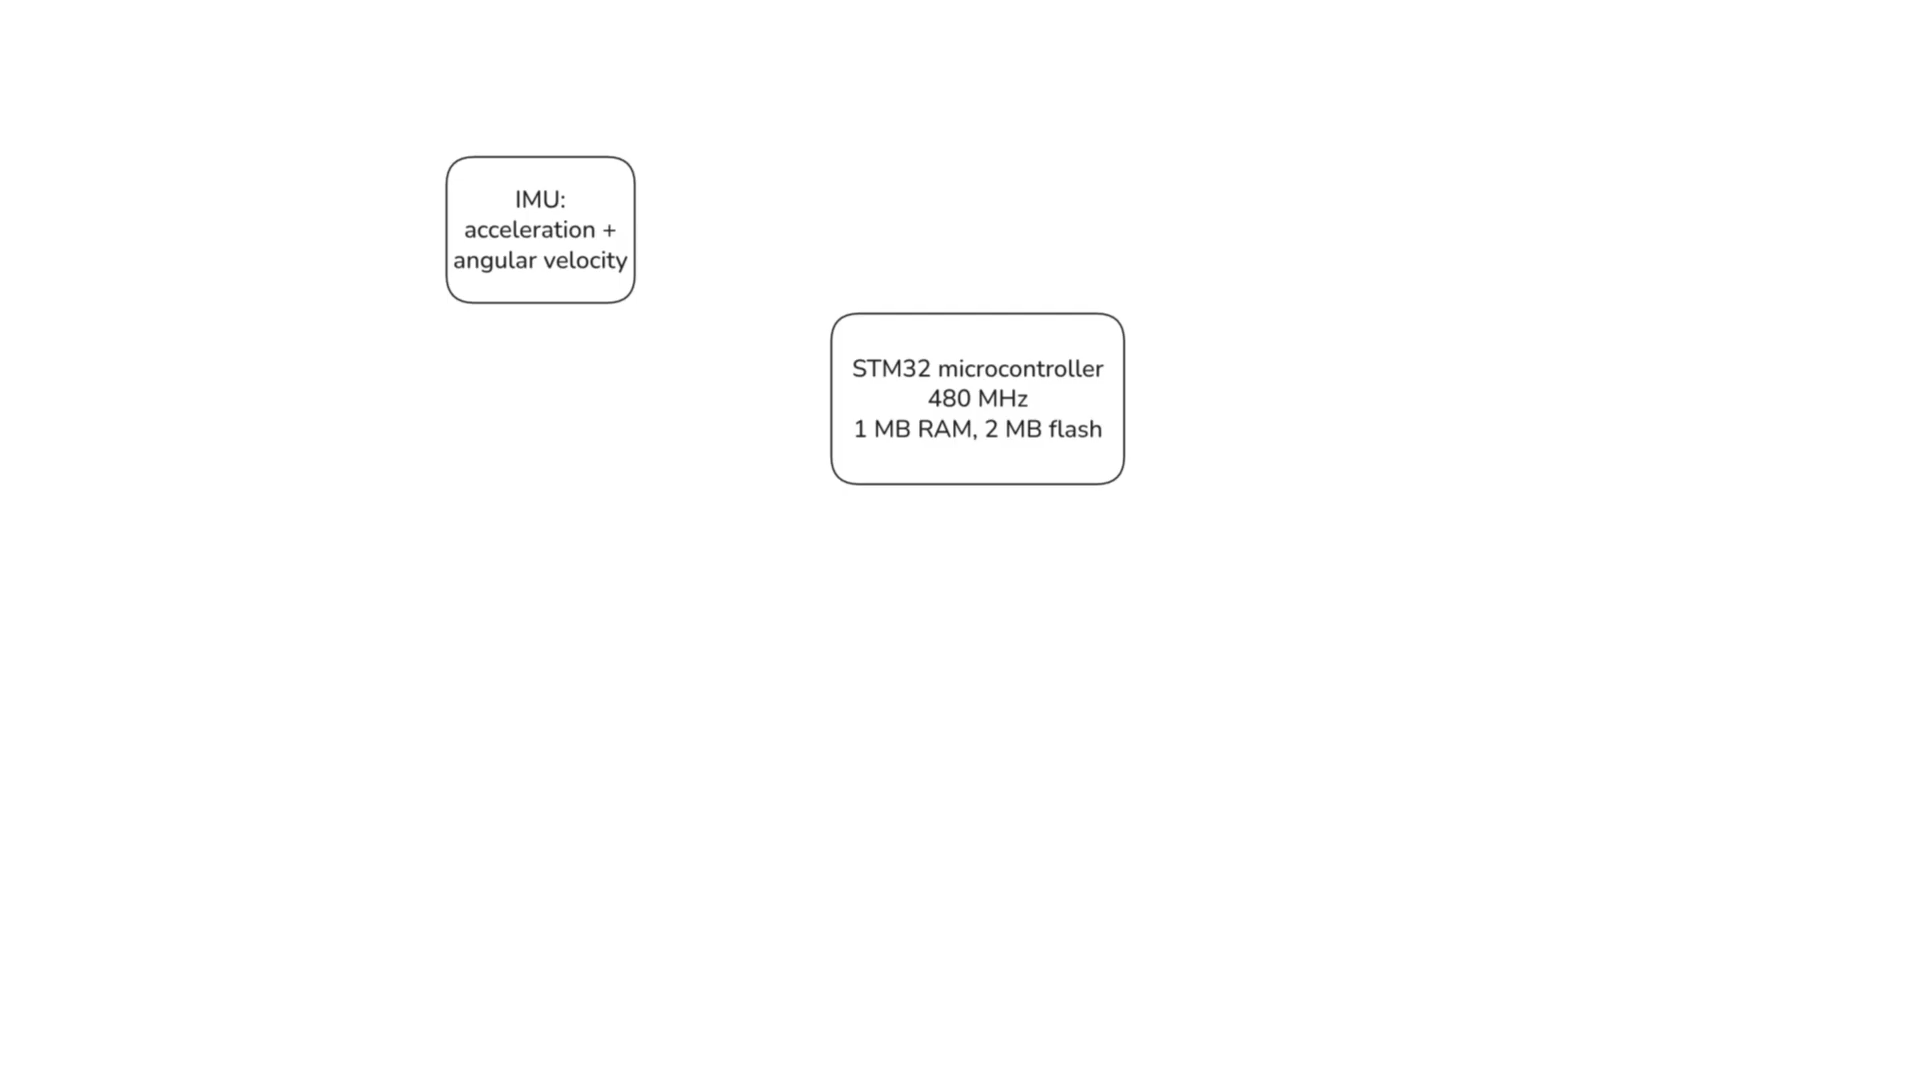 IMU:
acceleration +
angular velocity
STM32 microcontroller
480 MHz
1 MB RAM, 2 MB flash